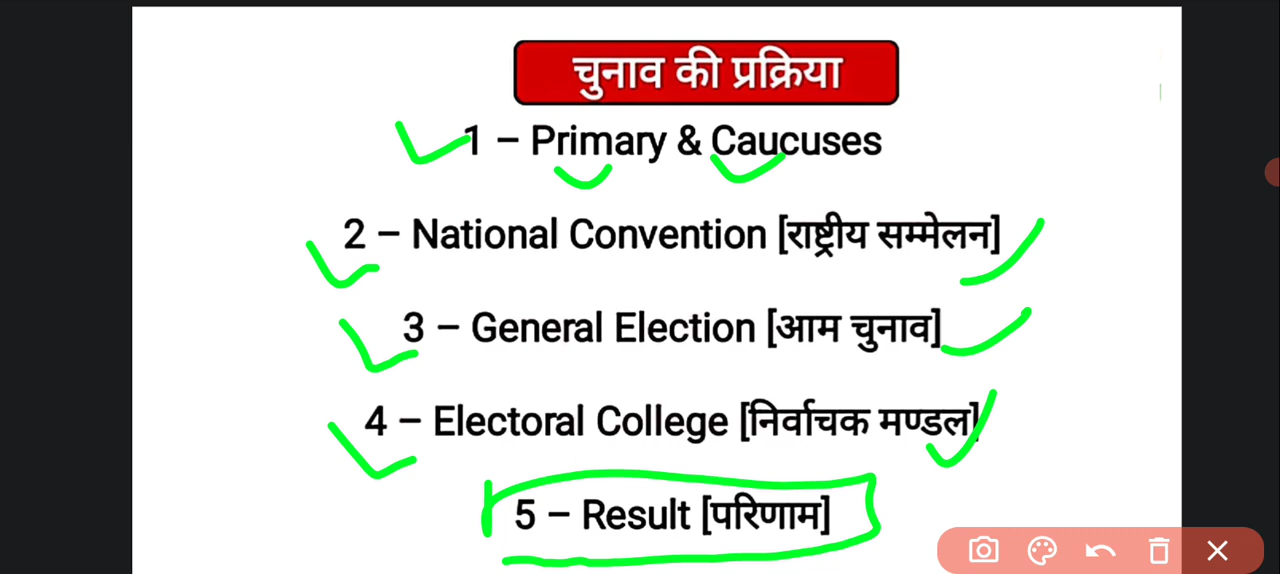 चुनाव की प्रक्रिया
1 – Primary & Caucuses
2 – National Convention [राष्ट्रीय सम्मेलन]
3 – General Election [आम चुनाव]
4 – Electoral College [निर्वाचक मण्डल]
5 – Result [परिणाम]